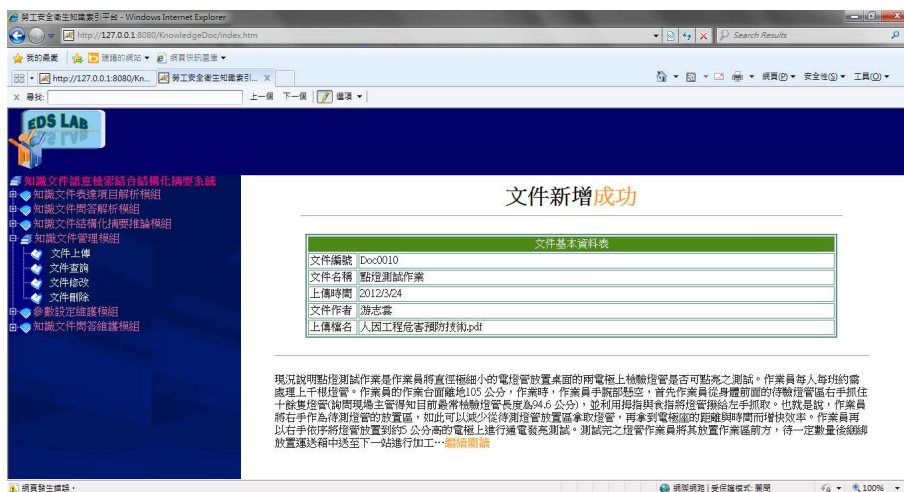 勞工安全衛生知識索引平台 - Windows Internet Explorer
http://127.0.0.1:8080/KnowledgeDoc/index.htm
Search Results
我的最愛 建議的網站 網頁快訊圖庫
http://127.0.0.1:8080/Kn... 勞工安全衛生知識索引... X
網頁(P) 安全性(S) 工具(O)
x 尋找: 上一個 下一個 選項
EDS LAB
知識文件語意檢索結合結構化摘要系統
知識文件表達項目解析模組
知識文件問答解析模組
知識文件結構化摘要推論模組
知識文件管理模組
文件上傳
文件查詢
文件修改
文件刪除
參數設定維護模組
知識文件問答維護模組
文件新增成功
文件基本資料表
文件編號 Doc0010
文件名稱 點燈測試作業
上傳時間 2012/3/24
文件作者 游志雲
上傳檔名 人因工程危害預防技術.pdf
現況說明點燈測試作業是作業員將直徑極細小的電燈管放置桌面的兩電極上檢驗燈管是否可點亮之測試。作業員每人每班約需
處理上千根燈管。作業員的作業台面離地105 公分,作業時,作業員手腕部懸空,首先作業員從身體前面的待驗燈管區右手抓住
十餘隻燈管(詢問現場主管得知目前最常檢驗燈管長度為94.6 公分),並利用拇指與食指將燈管撥給左手抓取。也就是說,作業員
將右手作為待測燈管的放置區,如此可以減少從待測燈管放置區拿取燈管,再拿到電極座的距離與時間而增快效率。作業員再
以右手依序將燈管放置到約5 公分高的電極上進行通電發亮測試。測試完之燈管作業員將其放置作業區前方,待一定數量後綑綁
放置運送箱中送至下一站進行加工…繼續閱讀
網頁發生錯誤。
網際網路 | 受保護模式: 關閉
100%